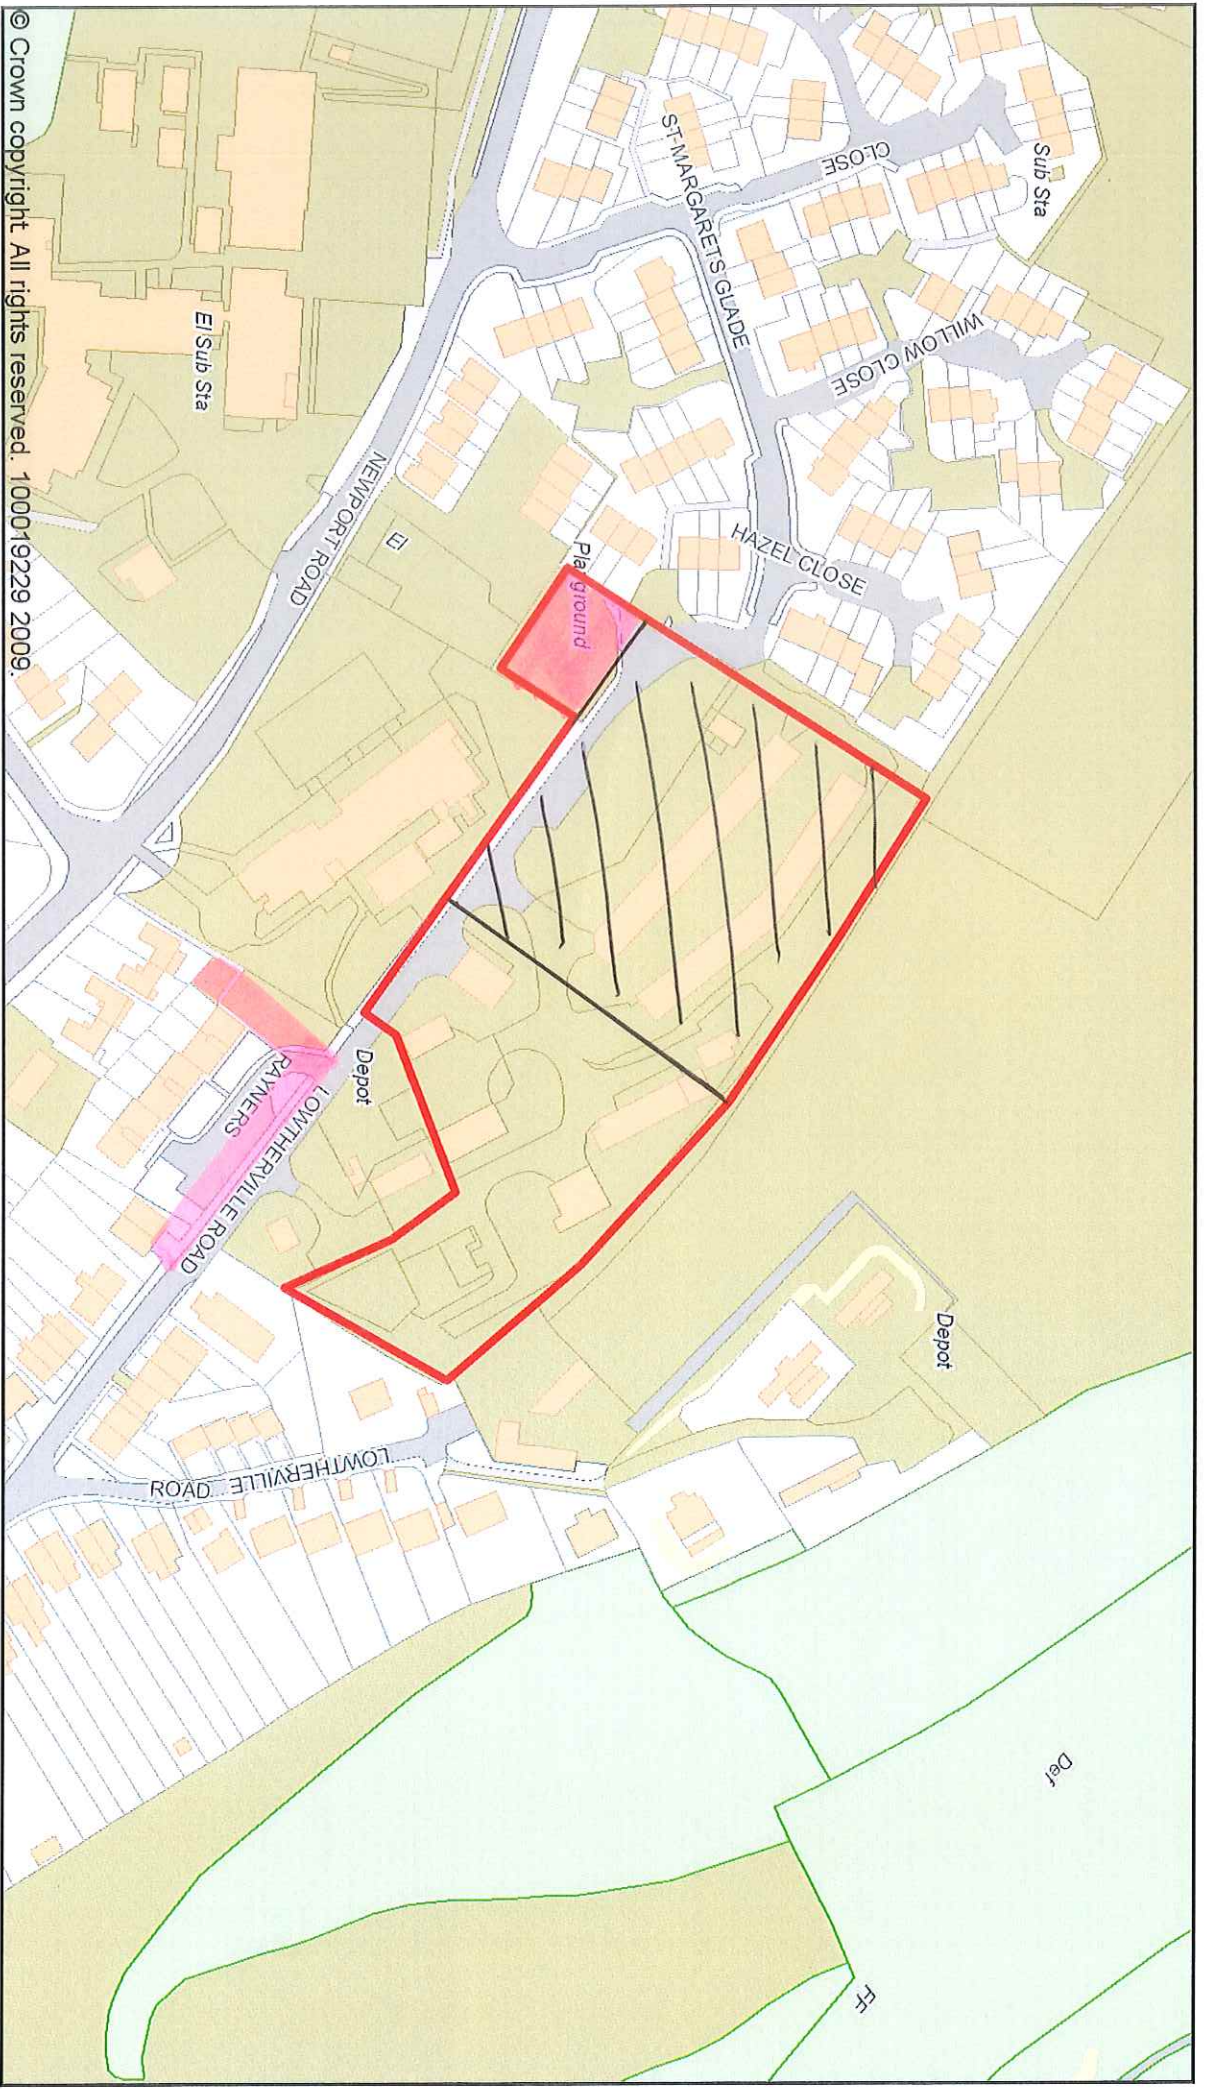 Sub Sta
CLOSE
ST MARGARETS GLADE
WILLOW CLOSE
El Sub Sta
NEWPORT ROAD
El
HAZEL CLOSE
Playground
Depot
RAYNERS
LOWTHERVILLE ROAD
Depot
LOWTHERVILLE
ROAD
Def
FF
© Crown copyright. All rights reserved. 100019229 2009.